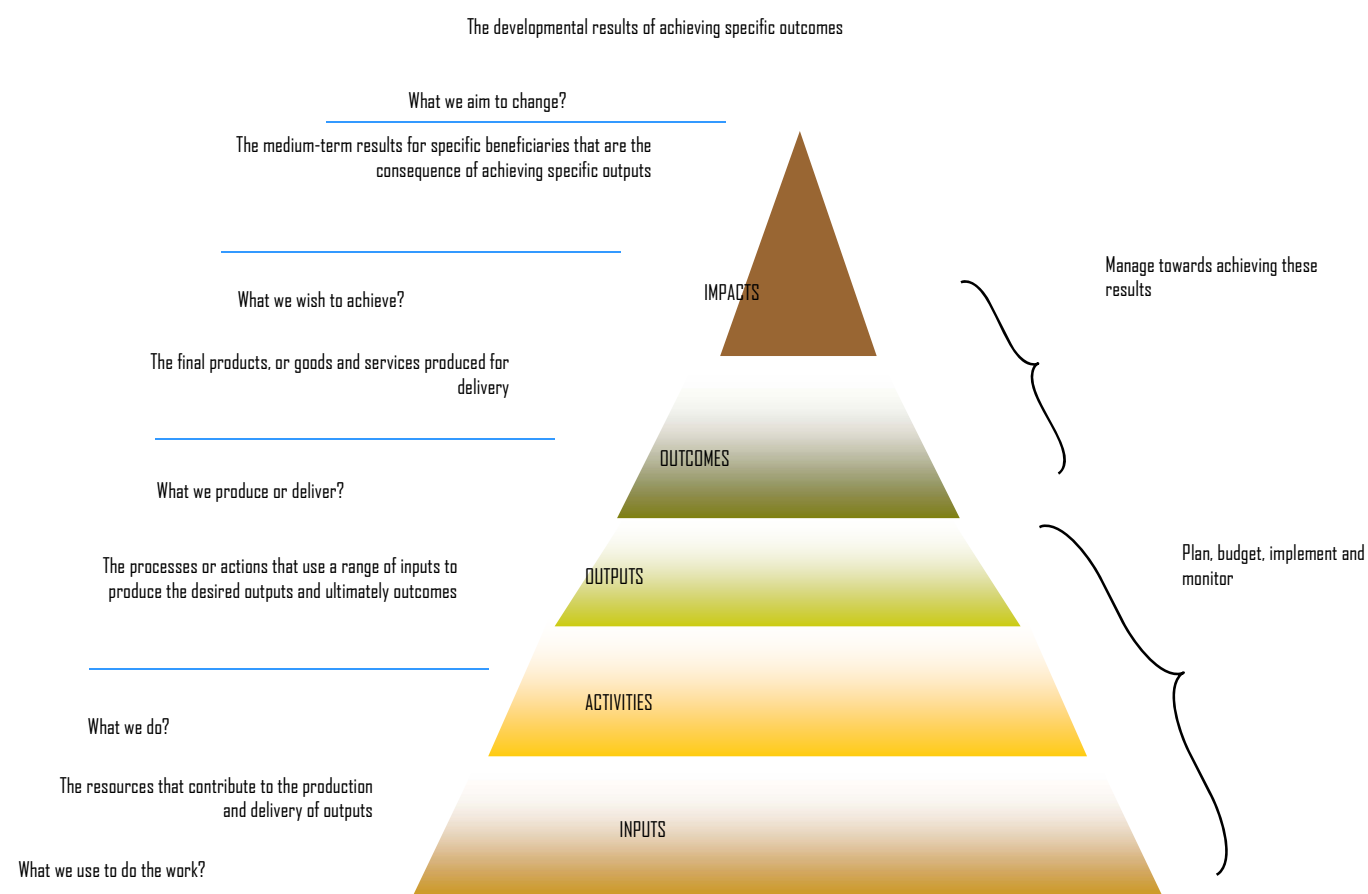 The developmental results of achieving specific outcomes
What we aim to change?
The medium-term results for specific beneficiaries that are the
consequence of achieving specific outputs
Manage towards achieving these
results
IMPACTS
What we wish to achieve?
The final products, or goods and services produced for
delivery
OUTCOMES
What we produce or deliver?
Plan, budget, implement and
monitor
The processes or actions that use a range of inputs to
produce the desired outputs and ultimately outcomes
OUTPUTS
ACTIVITIES
What we do?
The resources that contribute to the production
and delivery of outputs
INPUTS
What we use to do the work?